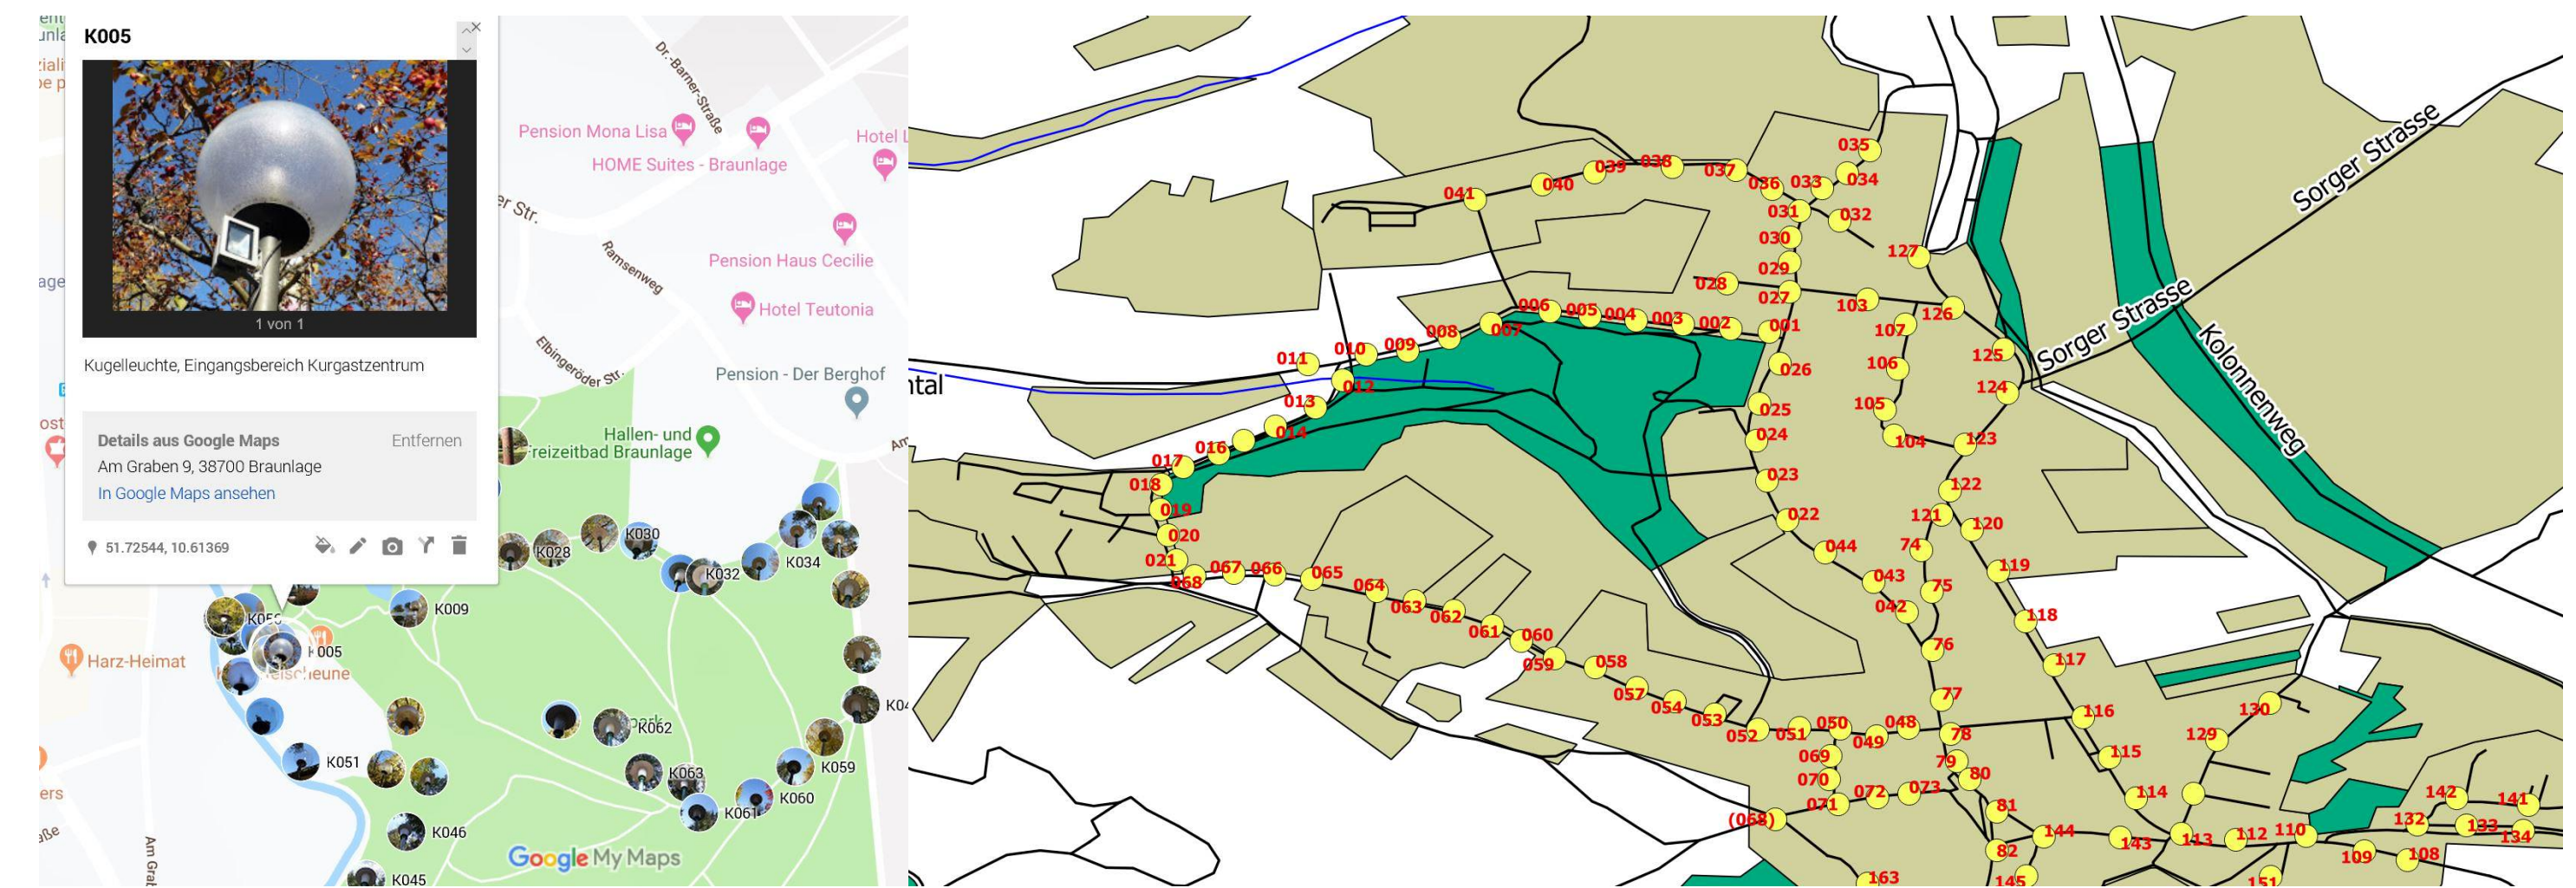 K005
1 von 1
Kugelleuchte, Eingangsbereich Kurgastzentrum
Details aus Google Maps
Entfernen
Am Graben 9, 38700 Braunlage
In Google Maps ansehen
51.72544, 10.61369
Dr.-Barner-Straße
Pension Mona Lisa
HOME Suites - Braunlage
Hotel L
er Str.
Ramsenweg
Pension Haus Cecilie
Hotel Teutonia
Elbingeröder Str.
Pension - Der Berghof
Hallen- und
reizeitbad Braunlage
K028
K030
K032
K034
K009
K005
Harz-Heimat
K062
K051
K063
K059
K060
K061
K046
K045
Google My Maps
035
039
038
037
036
033
034
040
041
031
032
030
127
029
028
027
103
126
006
005
004
003
002
001
107
007
008
009
010
011
125
012
026
106
124
013
025
105
014
024
104
123
016
017
018
023
122
019
022
121
120
020
044
74
021
068
067
066
065
043
75
119
064
063
062
042
118
061
060
059
76
058
117
057
054
77
053
116
130
052
051
050
049
048
78
129
069
79
80
115
070
072
073
071
81
114
142
141
(068)
144
143
113
112
110
132
133
134
82
109
108
163
145
151
ntal
Sorger Strasse
Sorger Strasse
Kolonnenweg